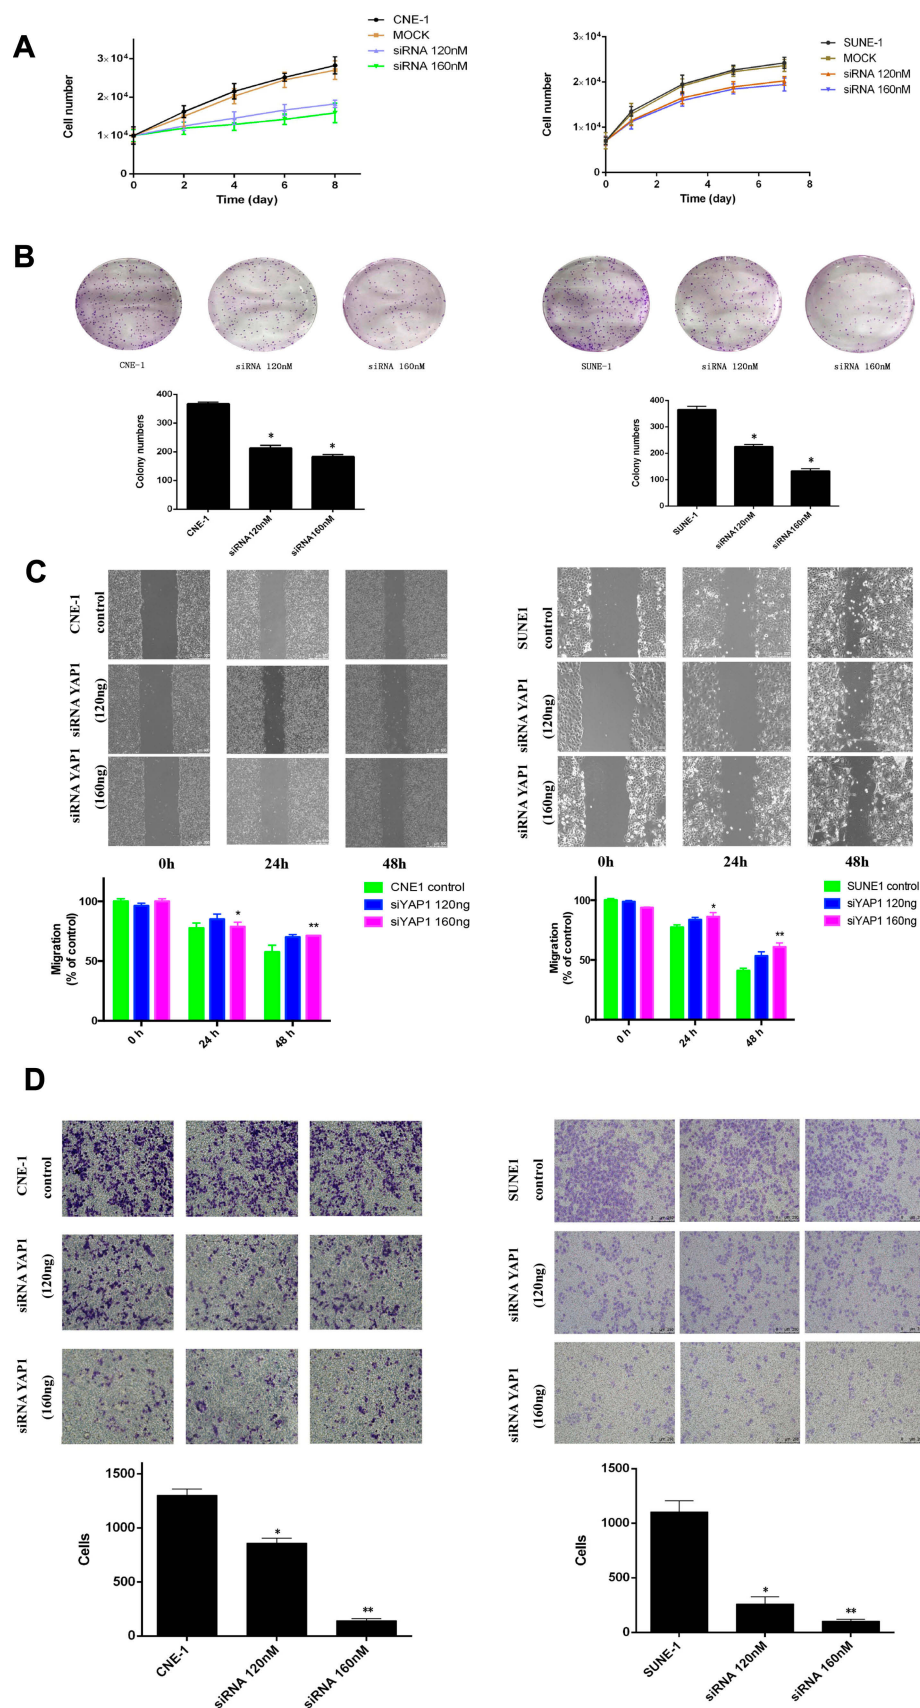 A
CNE-1
MOCK
siRNA 120nM
siRNA 160nM
3×10⁴
2×10⁴
1×10⁴
0
Cell number
0 2 4 6 8
Time (day)
SUNE-1
MOCK
siRNA 120nM
siRNA 160nM
3×10⁴
2×10⁴
1×10⁴
0
Cell number
0 2 4 6 8
Time (day)
B
CNE-1 siRNA 120nM siRNA 160nM
SUNE-1 siRNA 120nM siRNA 160nM
400
300
200
100
0
Colony numbers
* *
CNE-1 siRNA120nM siRNA160nM
400
300
200
100
0
Colony numbers
* *
SUNE-1 siRNA120nM siRNA160nM
C
CNE-1
control
siRNA YAP1
(120ng)
siRNA YAP1
(160ng)
0h 24h 48h
SUNE1
control
siRNA YAP1
(120ng)
siRNA YAP1
(160ng)
0h 24h 48h
CNE1 control
siYAP1 120ng
siYAP1 160ng
100
50
0
Migration
(% of control)
* **
0 h 24 h 48 h
SUNE1 control
siYAP1 120ng
siYAP1 160ng
100
50
0
Migration
(% of control)
* **
0 h 24 h 48 h
D
CNE-1
control
siRNA YAP1
(120ng)
siRNA YAP1
(160ng)
SUNE1
control
siRNA YAP1
(120ng)
siRNA YAP1
(160ng)
1500
1000
500
0
Cells
* **
CNE-1 siRNA 120nM siRNA 160nM
1500
1000
500
0
Cells
* **
SUNE-1 siRNA 120nM siRNA 160nM